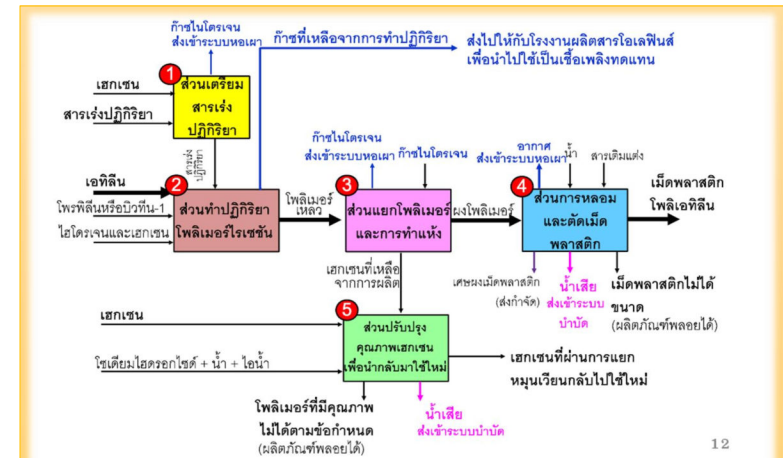 ก๊าซไนโตรเจน
ส่งเข้าระบบหอเผา
ก๊าซที่เหลือจากการทำปฏิกิริยา
ส่งไปให้กับโรงงานผลิตสารโอเลฟินส์
เพื่อนำไปใช้เป็นเชื้อเพลิงทดแทน
1
เฮกเซน
สารเร่งปฏิกิริยา
ส่วนเตรียม
สารเร่ง
ปฏิกิริยา
สารเร่ง
ปฏิกิริยา
ก๊าซไนโตรเจน
ส่งเข้าระบบหอเผา
ก๊าซไนโตรเจน
อากาศ
ส่งเข้าระบบหอเผา
น้ำ
สารเติมแต่ง
เอทิลีน
โพรพิลีนหรือบิวทีน-1
ไฮโดรเจนและเฮกเซน
2
ส่วนทำปฏิกิริยา
โพลิเมอร์ไรเซชัน
โพลิเมอร์
เหลว
3
ส่วนแยกโพลิเมอร์
และการทำแห้ง
ผงโพลิเมอร์
4
ส่วนการหลอม
และตัดเม็ด
พลาสติก
เม็ดพลาสติก
โพลิเอทิลีน
เฮกเซนที่เหลือ
จากการผลิต
เศษผงเม็ดพลาสติก
(ส่งกำจัด)
น้ำเสีย
ส่งเข้าระบบ
บำบัด
เม็ดพลาสติกไม่ได้
ขนาด
(ผลิตภัณฑ์พลอยได้)
เฮกเซน
โซเดียมไฮดรอกไซด์ + น้ำ + ไอน้ำ
5
ส่วนปรับปรุง
คุณภาพเฮกเซน
เพื่อนำกลับมาใช้ใหม่
เฮกเซนที่ผ่านการแยก
หมุนเวียนกลับไปใช้ใหม่
โพลิเมอร์ที่มีคุณภาพ
ไม่ได้ตามข้อกำหนด
(ผลิตภัณฑ์พลอยได้)
น้ำเสีย
ส่งเข้าระบบบำบัด
12